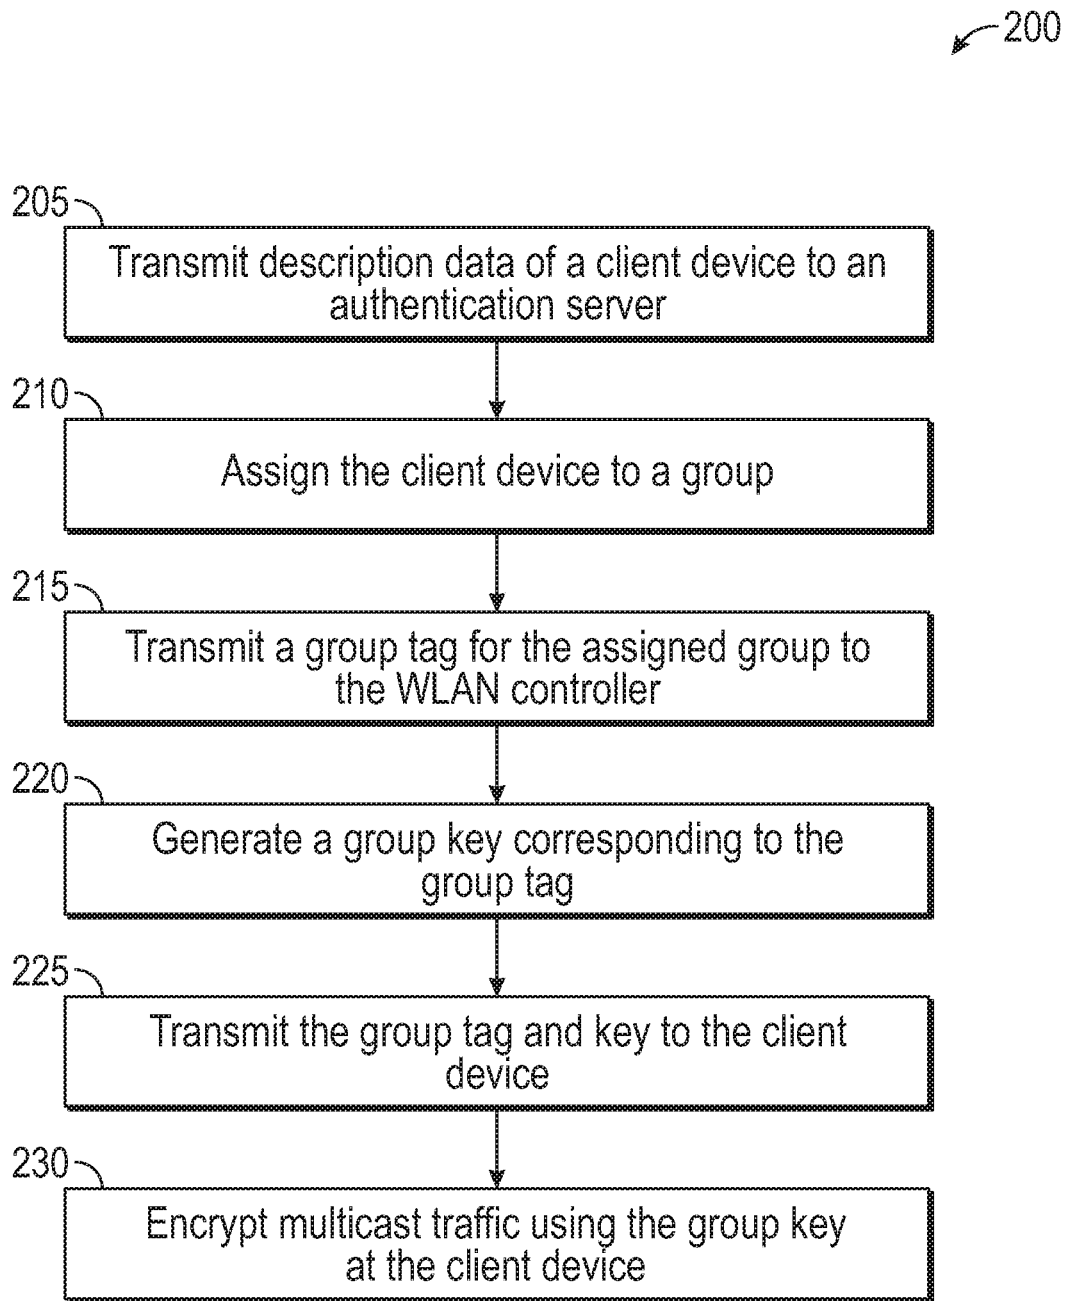 200
205
Transmit description data of a client device to an
authentication server
210
Assign the client device to a group
215
Transmit a group tag for the assigned group to
the WLAN controller
220
Generate a group key corresponding to the
group tag
225
Transmit the group tag and key to the client
device
230
Encrypt multicast traffic using the group key
at the client device